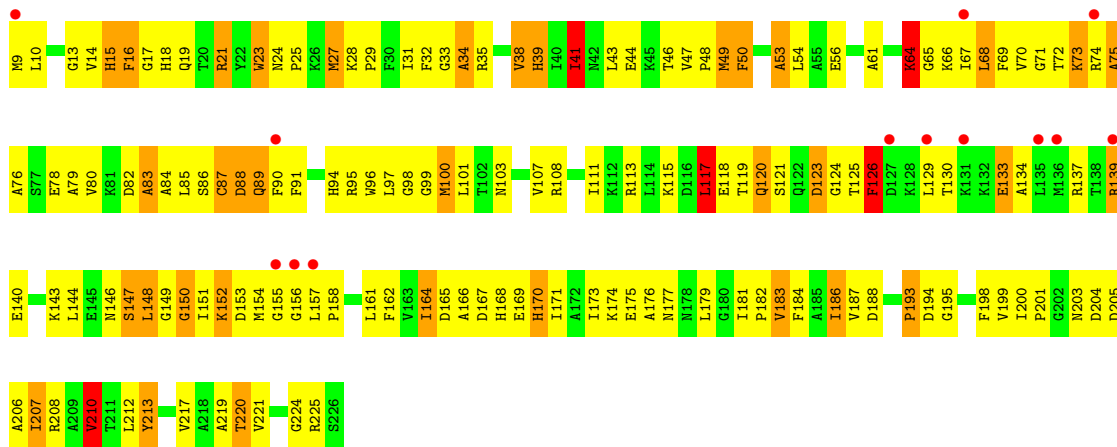 M9 L10 G13 V14 H15 F16 G17 H18 Q19 T20 R21 Y22 W23 N24 P25 K26 M27 K28 P29 F30 I31 F32 G33 A34 R35 V38 H39 I40 I41 N42 L43 E44 K45 T46 V47 P48 M49 F50 A53 L54 A55 E56 A61 K64 G65 K66 I67 L68 F69 V70 G71 T72 K73 R74 A75
A76 S77 E78 A79 V80 K81 D82 A83 A84 L85 S86 C87 D88 Q89 F90 F91 H94 R95 W96 L97 G98 G99 M100 L101 T102 N103 V107 R108 I111 K112 Q113 L114 K115 D116 L117 E118 T119 Q120 S121 Q122 D123 G124 T125 F126 D127 K128 L129 T130 K131 K132 E133 A134 L135 M136 R137 T138 R139
E140 K143 L144 E145 N146 S147 L148 G149 G150 I151 K152 D153 M154 G155 G156 L157 P158 L161 F162 V163 I164 D165 A166 D167 H168 E169 H170 I171 A172 I173 K174 E175 A176 N177 N178 L179 G180 I181 P182 V183 F184 A185 I186 V187 D188 P193 D194 G195 F198 V199 I200 P201 G202 N203 D204 D205
A206 I207 R208 A209 V210 T211 L212 Y213 V217 A218 A219 T220 V221 G224 R225 S226